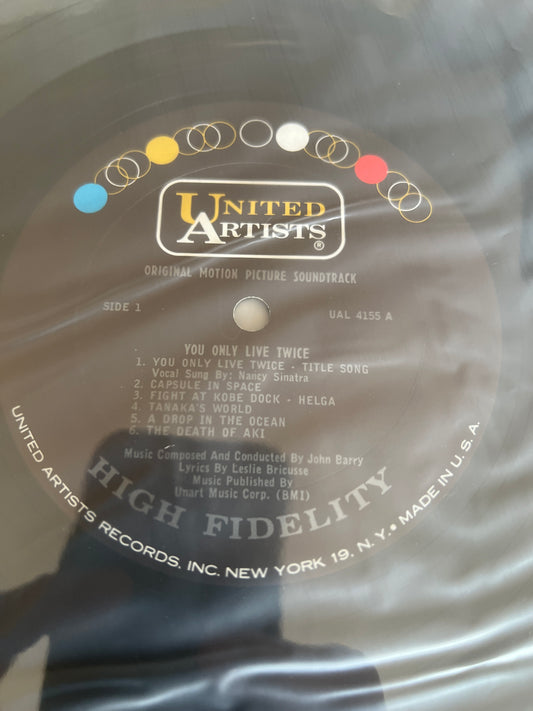 UNITED
ARTISTS®
ORIGINAL MOTION PICTURE SOUNDTRACK
SIDE 1
UAL 4155 A
YOU ONLY LIVE TWICE
1. YOU ONLY LIVE TWICE - TITLE SONG
Vocal Sung By: Nancy Sinatra
2. CAPSULE IN SPACE
3. FIGHT AT KOBE DOCK - HELGA
4. TANAKA'S WORLD
5. A DROP IN THE OCEAN
6. THE DEATH OF AKI
Music Composed And Conducted By John Barry
Lyrics By Leslie Bricusse
Music Published By
Unart Music Corp. (BMI)
HIGH FIDELITY
UNITED ARTISTS RECORDS, INC. NEW YORK 19, N.Y. • MADE IN U.S.A.